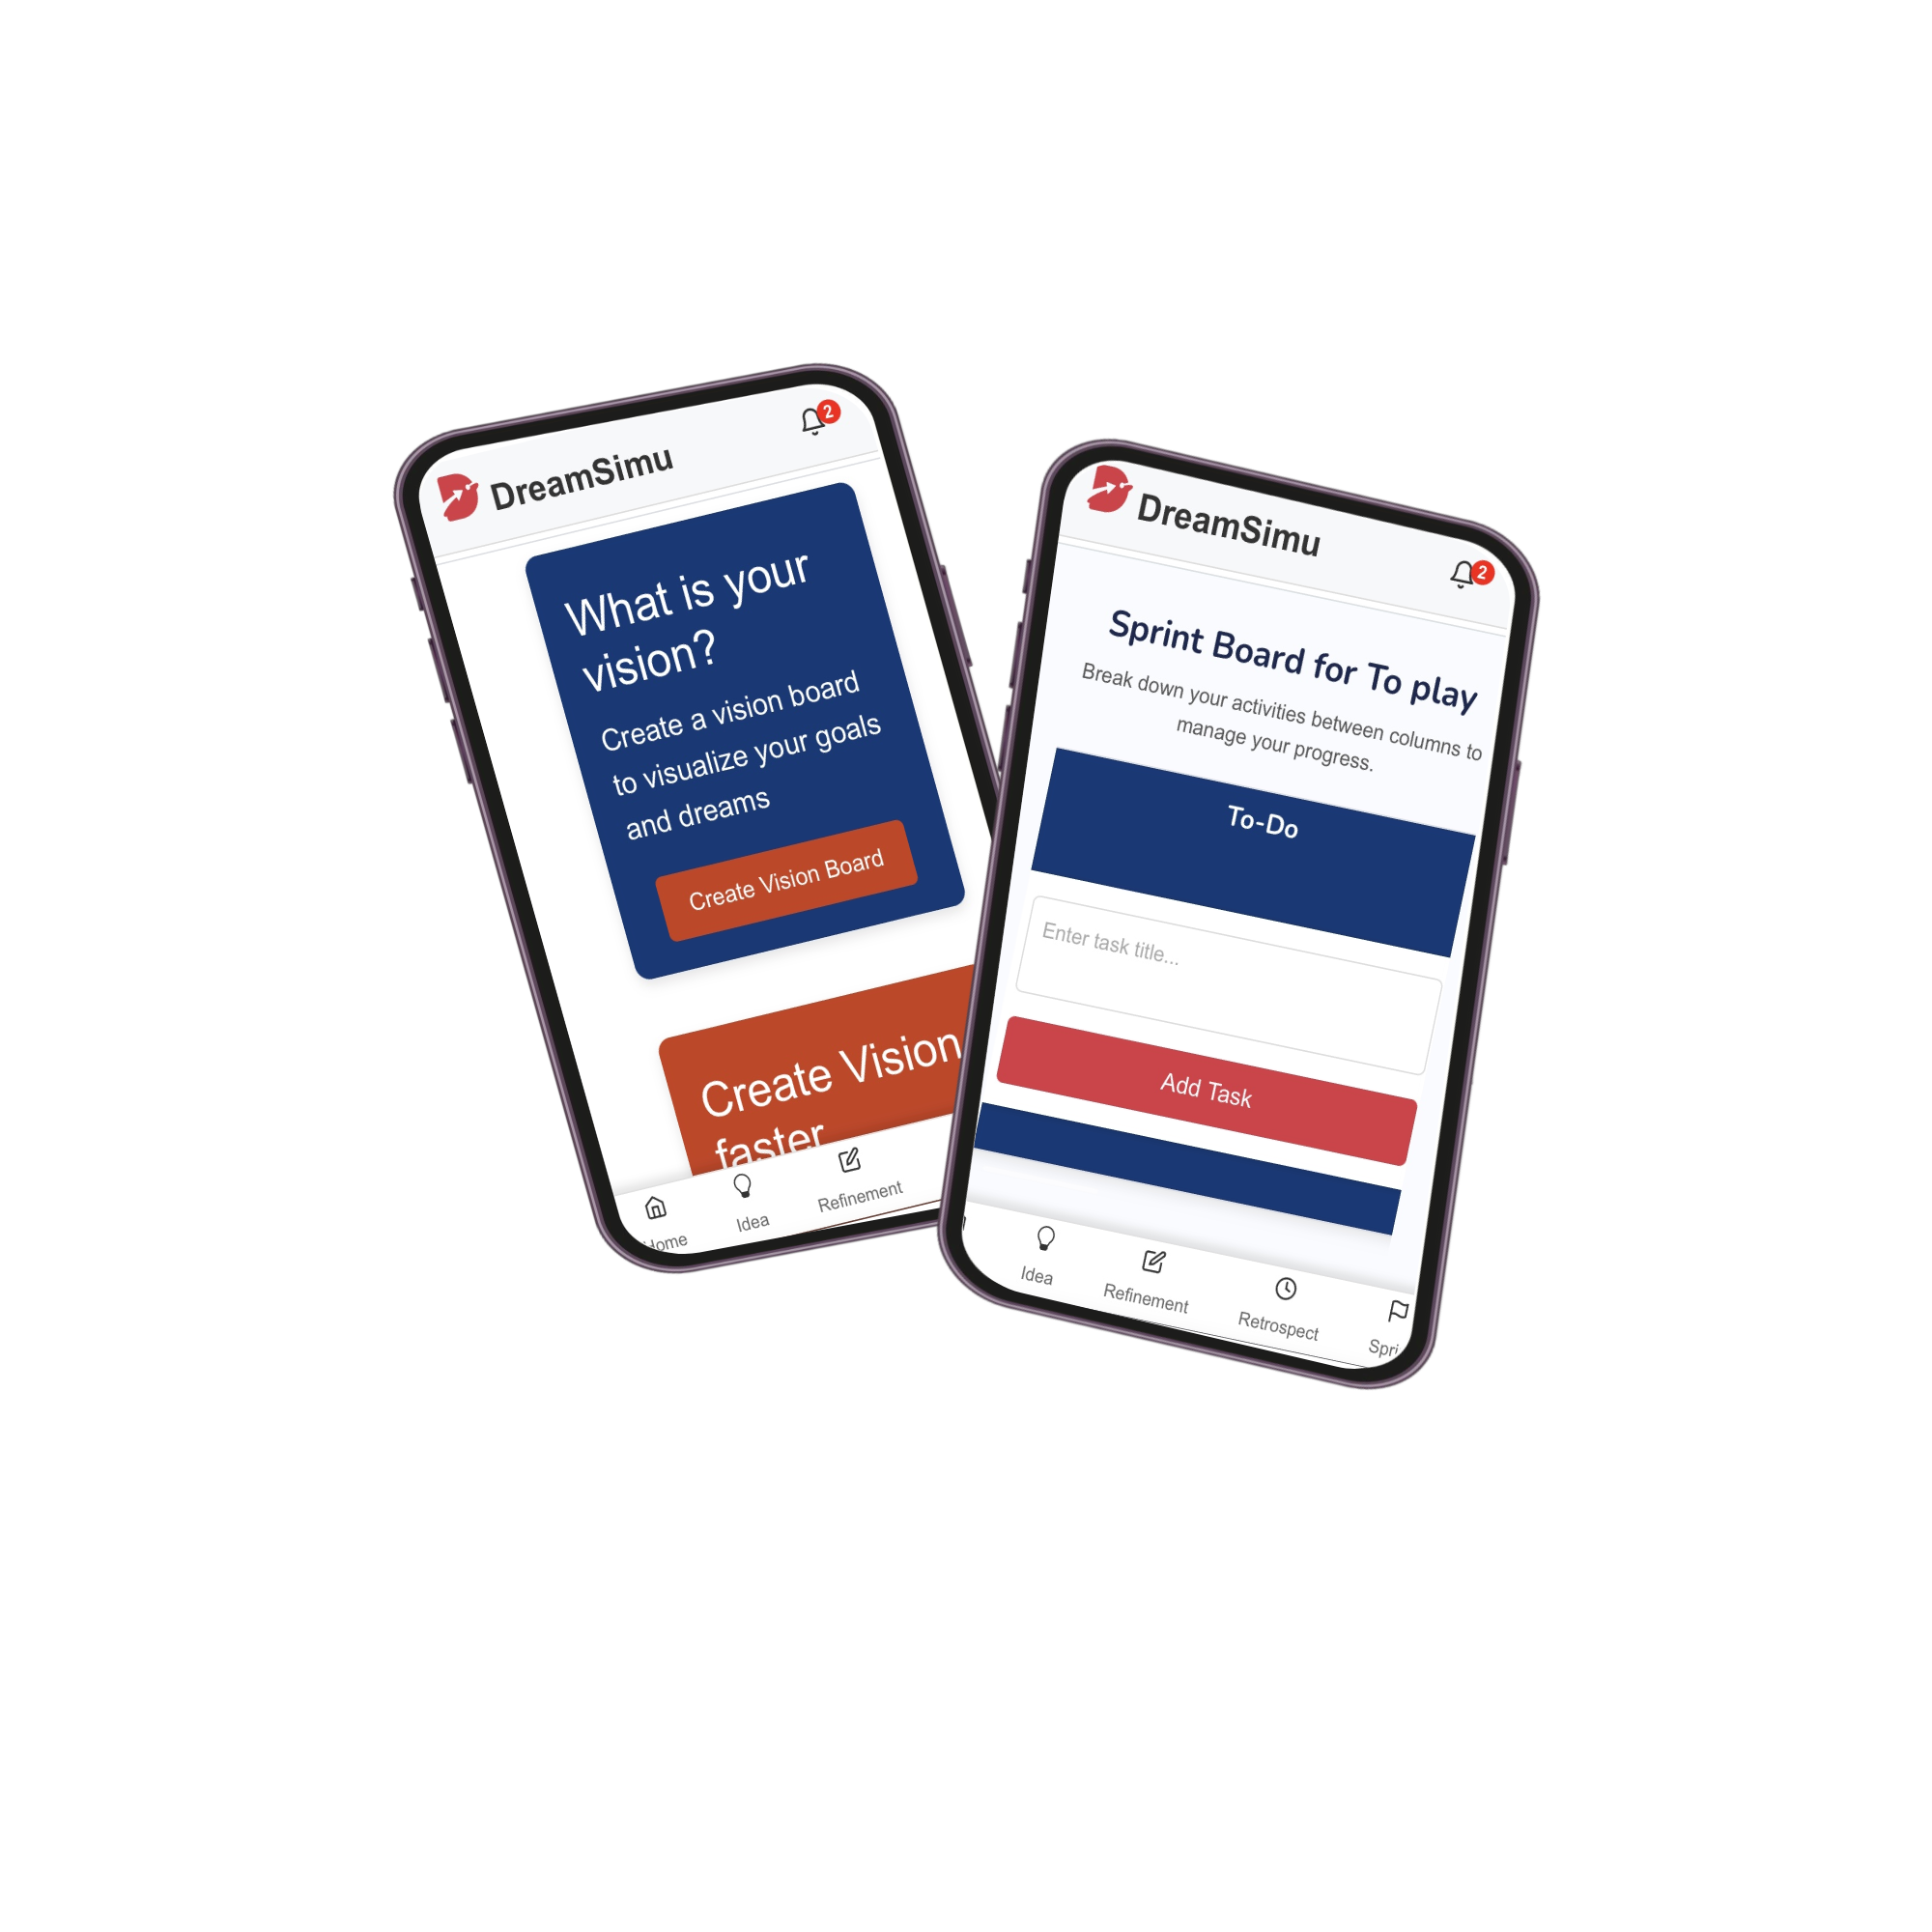 DreamSimu
2
What is your
vision?
Create a vision board
to visualize your goals
and dreams
Create Vision Board
Create Vision
faster
Home
Idea
Refinement
DreamSimu
2
Sprint Board for To play
Break down your activities between columns to
manage your progress.
To-Do
Enter task title...
Add Task
Idea
Refinement
Retrospect
Spri